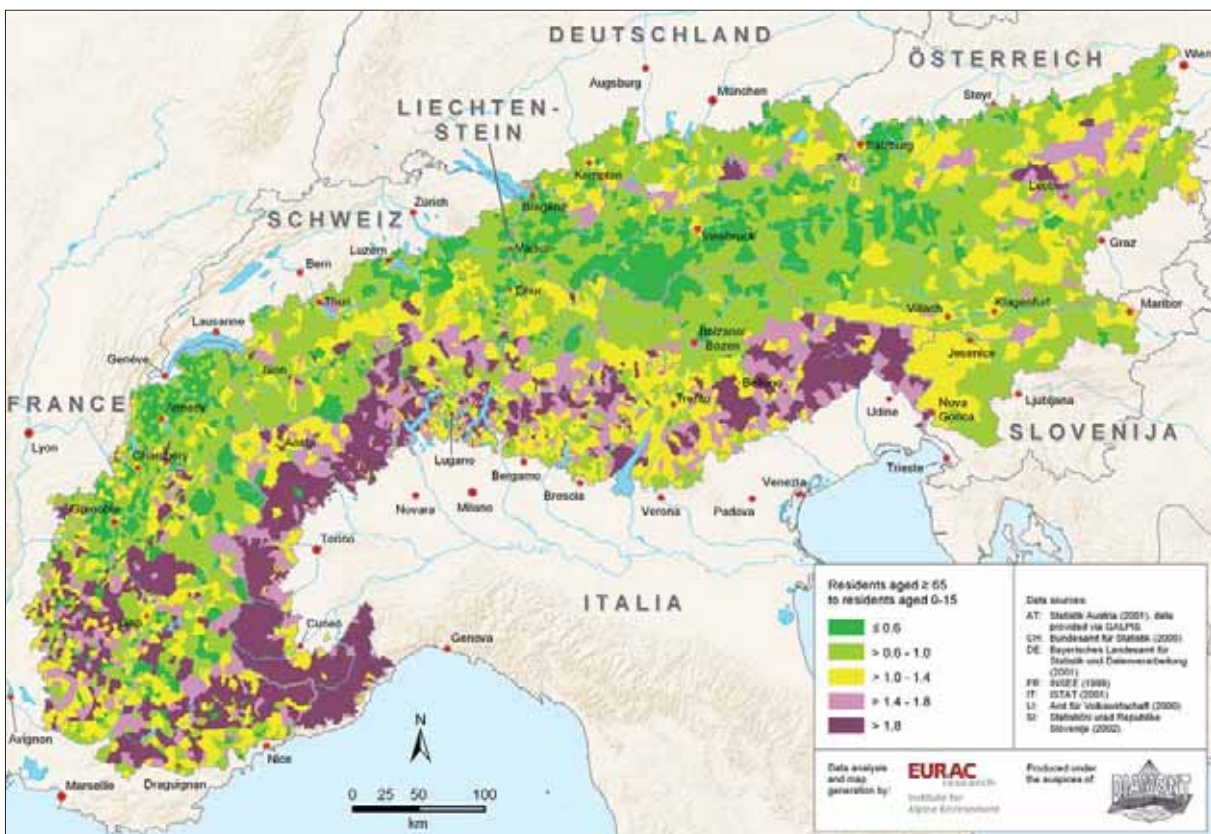 DEUTSCHLAND
ÖSTERREICH
Wien
Augsburg
München
Steyr
LIECHTEN-
STEIN
Salzburg
Kempten
Leoben
Zürich
Bregenz
SCHWEIZ
Luzern
Vaduz
Innsbruck
Graz
Bern
Thun
Chur
Villach
Klagenfurt
Maribor
Lausanne
Bolzano/
Bozen
Jesenice
Genève
Sion
Belluno
FRANCE
Annecy
Trento
Nova
Gorica
Ljubljana
Udine
SLOVENIJA
Lyon
Aosta
Chambéry
Lugano
Trieste
Bergamo
Brescia
Venezia
Novara
Milano
Verona
Padova
Grenoble
Torino
ITALIA
Gap
Cuneo
Genova
Avignon
Nice
Marseille
Draguignan
N
0 50 100
km
Residents aged ≥ 65
to residents aged 0-15
≤ 0.6
> 0.6 - 1.0
> 1.0 - 1.4
> 1.4 - 1.8
> 1.8
Data sources:
AT: Statistik Austria (2001), data
provided via GALPIS
CH: Bundesamt für Statistik (2000)
DE: Bayerisches Landesamt für
Statistik und Datenverarbeitung
(2001)
FR: INSEE (1999)
IT: ISTAT (2001)
LI: Amt für Volkswirtschaft (2000)
SI: Statistični urad Republike
Slovenije (2002)
Data analysis
and map
generation by:
EURAC
research
Institute for
Alpine Environment
Produced under
the auspices of:
DIAMONT